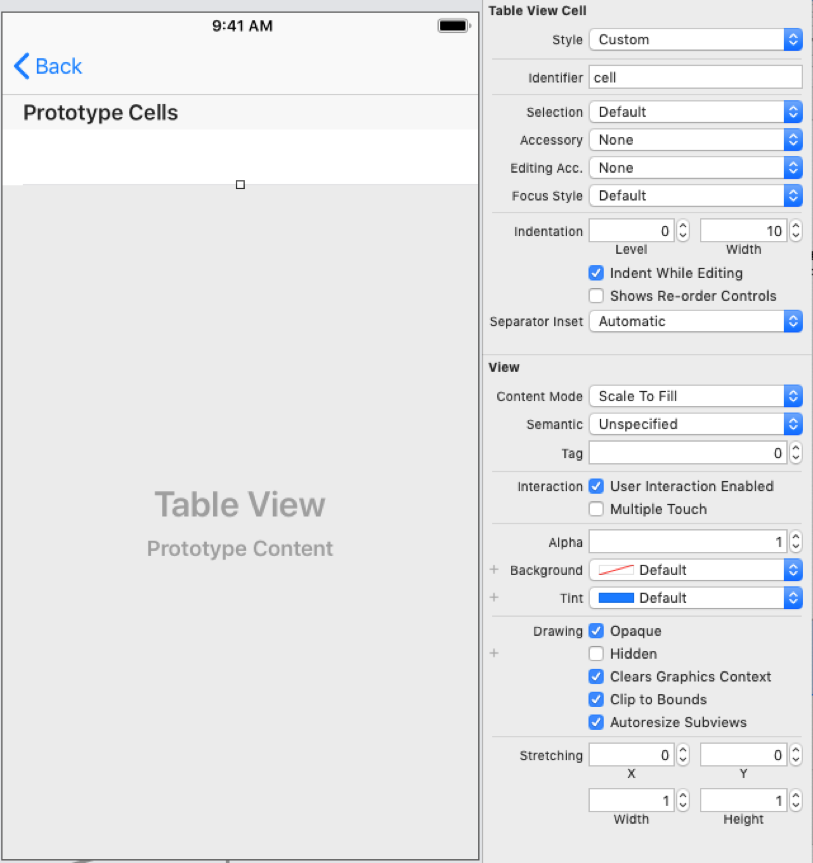 9:41 AM
Back
Prototype Cells
Table View
Prototype Content
Table View Cell
Style Custom
Identifier cell
Selection Default
Accessory None
Editing Acc. None
Focus Style Default
Indentation 0 10
Level Width
Indent While Editing
Shows Re-order Controls
Separator Inset Automatic
View
Content Mode Scale To Fill
Semantic Unspecified
Tag 0
Interaction User Interaction Enabled
Multiple Touch
Alpha 1
+ Background Default
+ Tint Default
Drawing Opaque
+ Hidden
Clears Graphics Context
Clip to Bounds
Autoresize Subviews
Stretching 0 0
X Y
1 1
Width Height